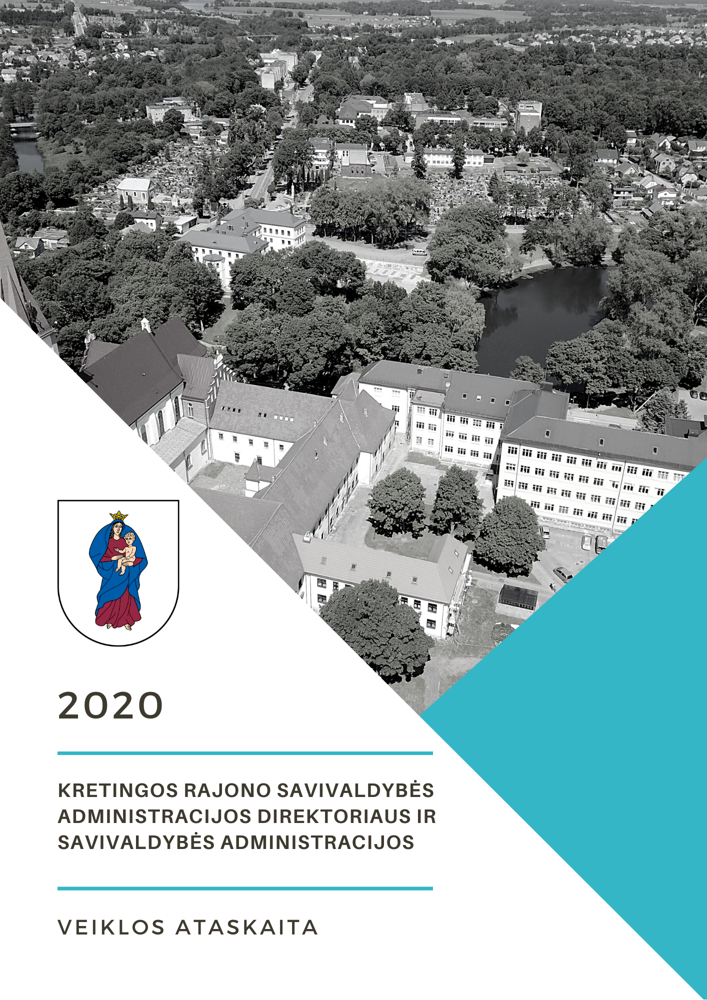 2020
KRETINGOS RAJONO SAVIVALDYBĖS
ADMINISTRACIJOS DIREKTORIAUS IR
SAVIVALDYBĖS ADMINISTRACIJOS
VEIKLOS ATASKAITA